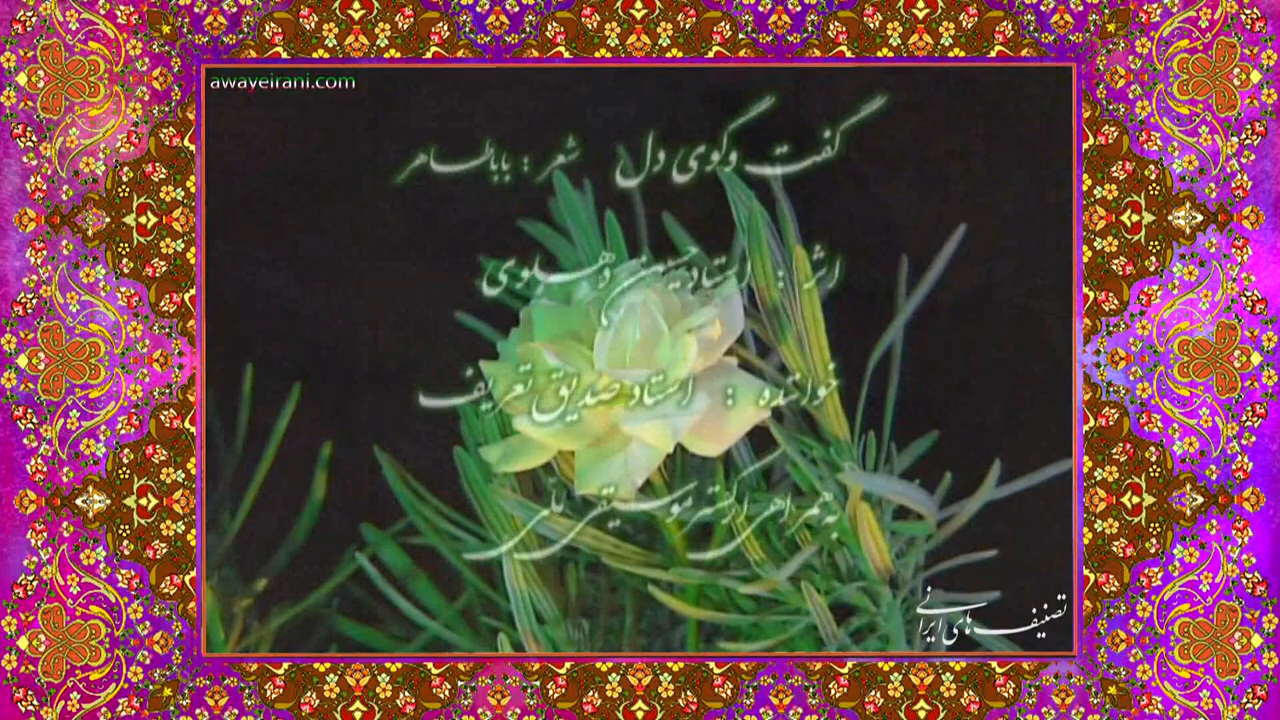 awayeirani.com
گفت وگوی دل شعر : باباطاهر
اثر : استاد حسین دهلوی
خواننده : استاد صدیق تعریف
به همراهی ارکستر موسیقی ملی
تصنیف های ایرانی